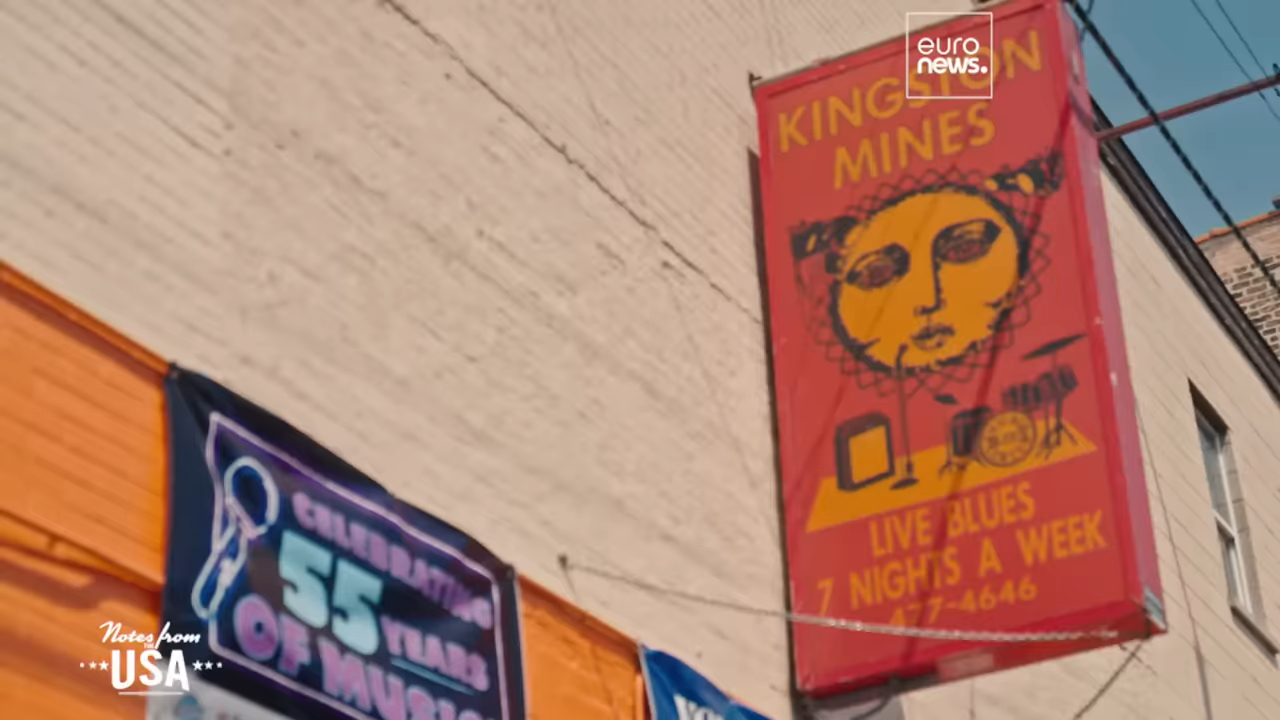 euro
news.
KINGSTON
MINES
LIVE BLUES
7 NIGHTS A WEEK
477-4646
CELEBRATING
55
YEARS
OF MUSIC
Notes from
THE
USA